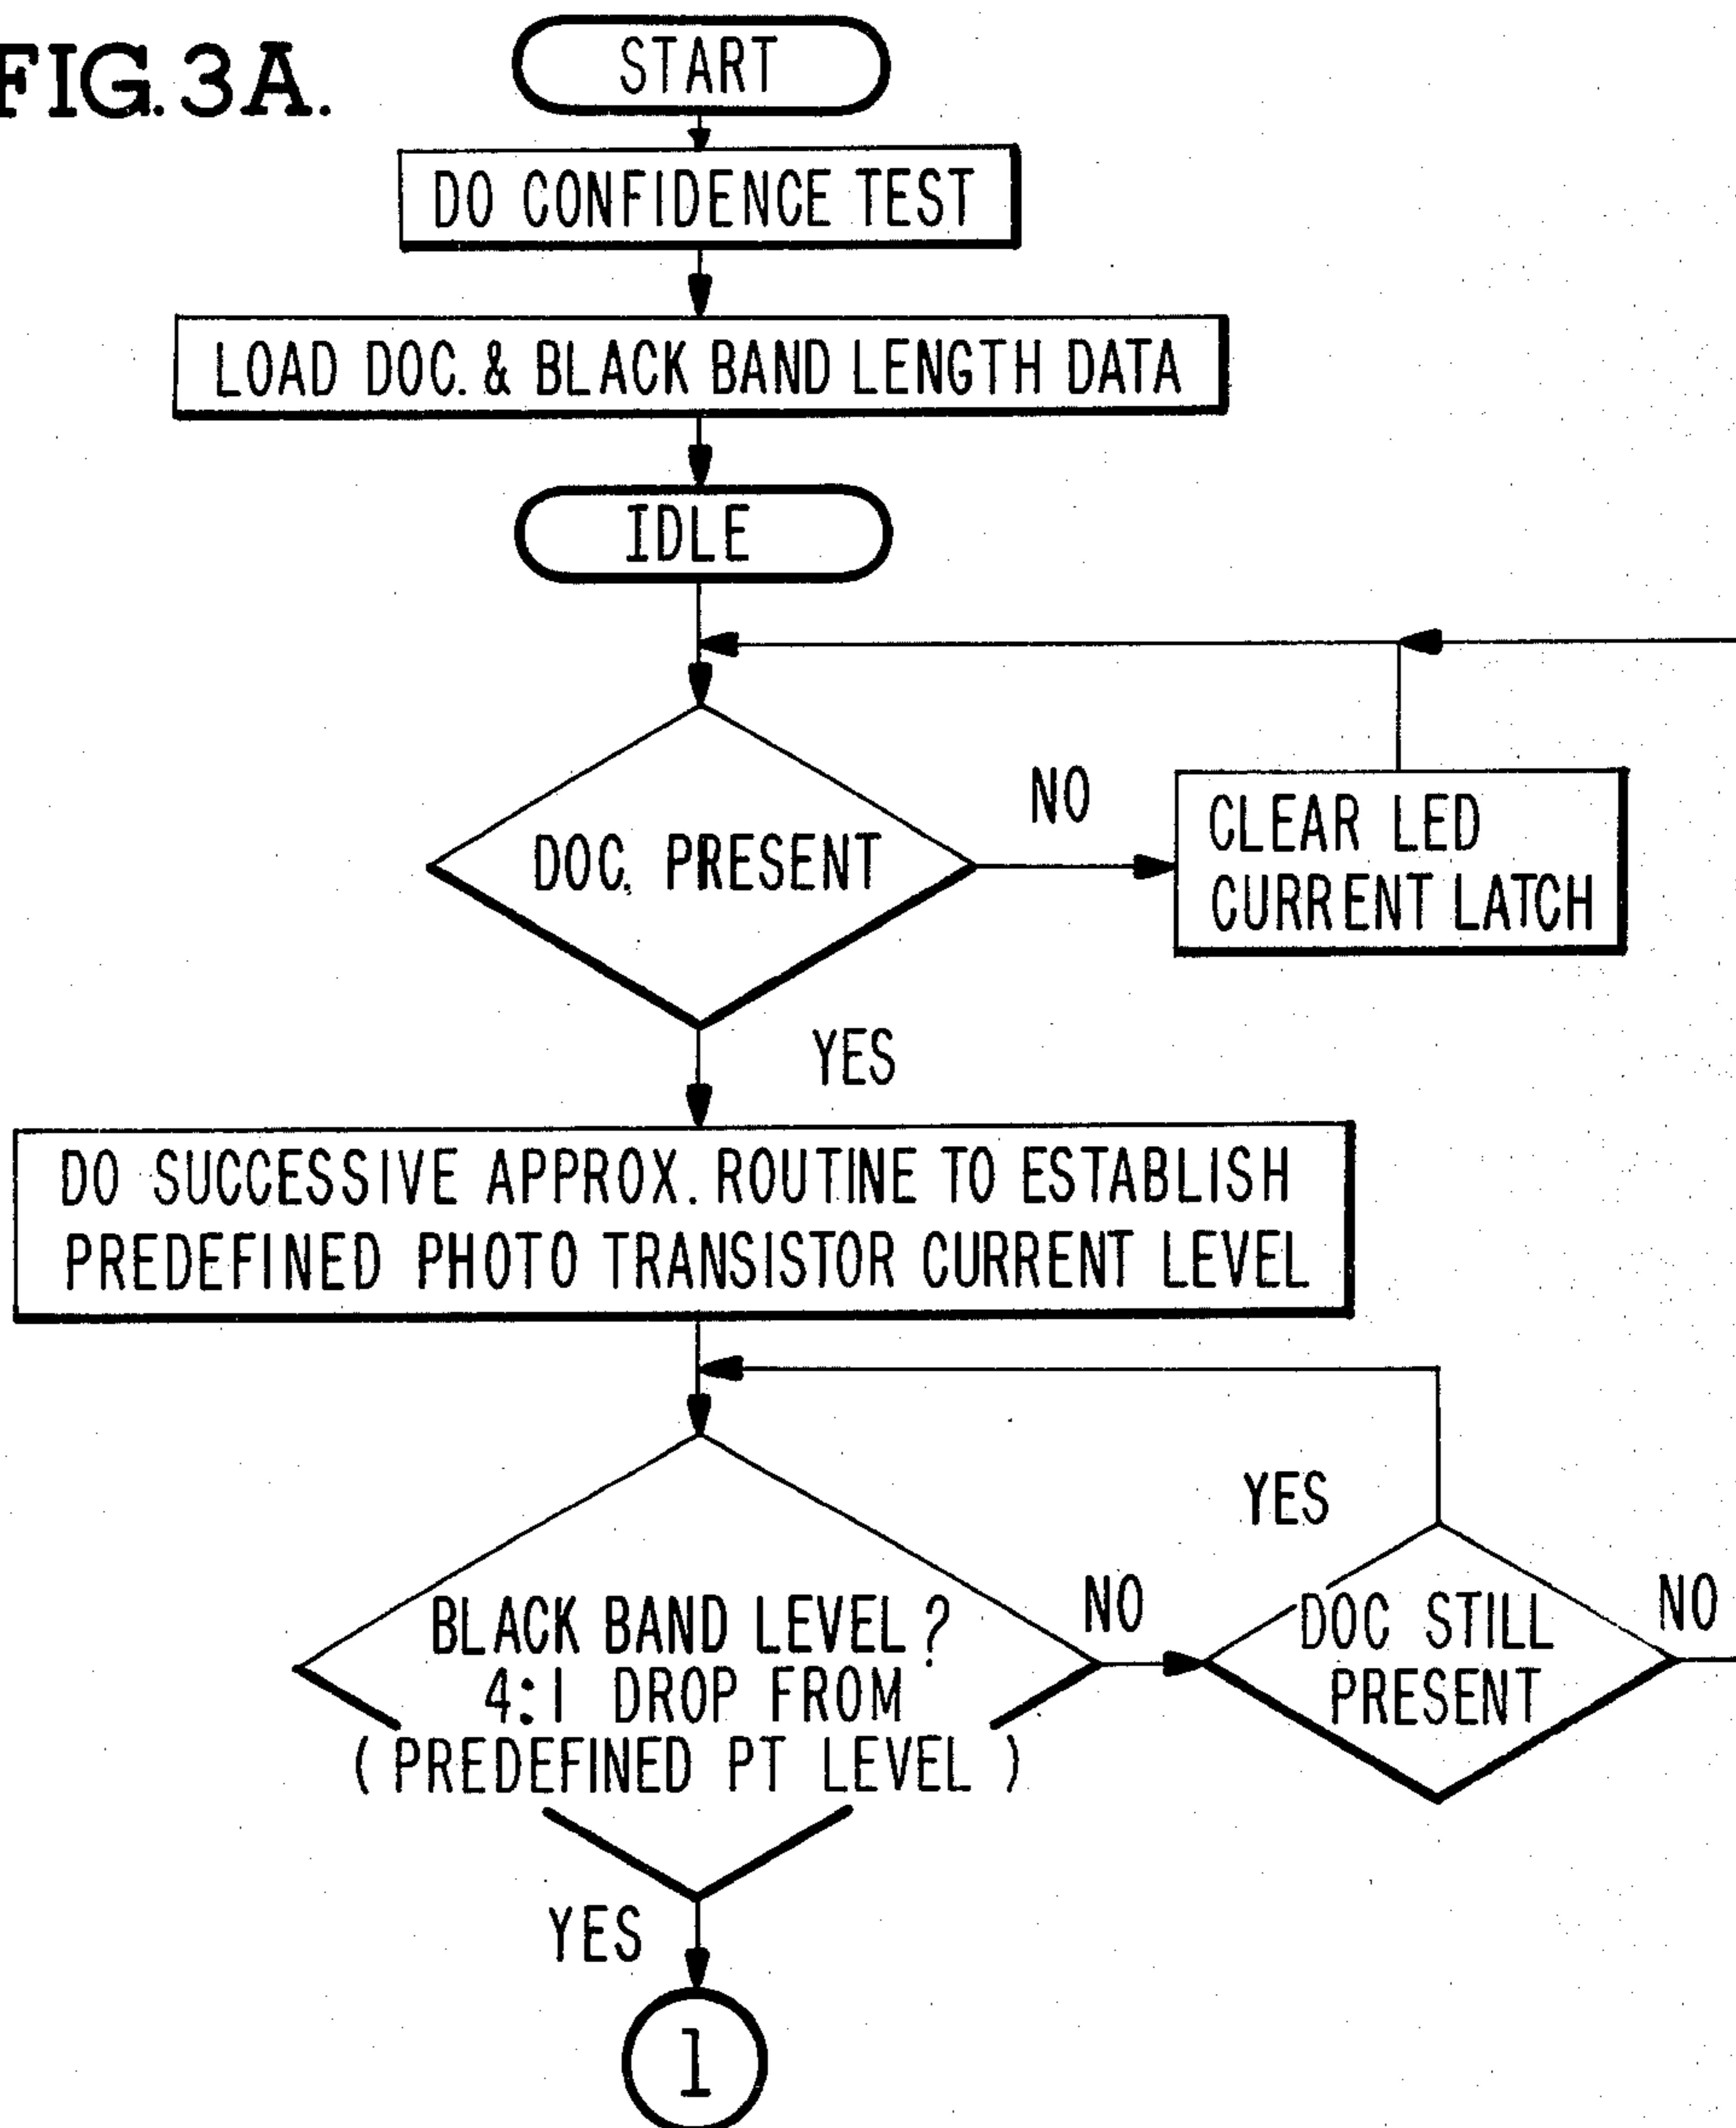 FIG. 3A.
START
DO CONFIDENCE TEST
LOAD DOC. & BLACK BAND LENGTH DATA
IDLE
DOC. PRESENT
NO
CLEAR LED
CURRENT LATCH
YES
DO SUCCESSIVE APPROX. ROUTINE TO ESTABLISH
PREDEFINED PHOTO TRANSISTOR CURRENT LEVEL
BLACK BAND LEVEL?
4:1 DROP FROM
(PREDEFINED PT LEVEL)
NO
YES
DOC STILL
PRESENT
NO
YES
1